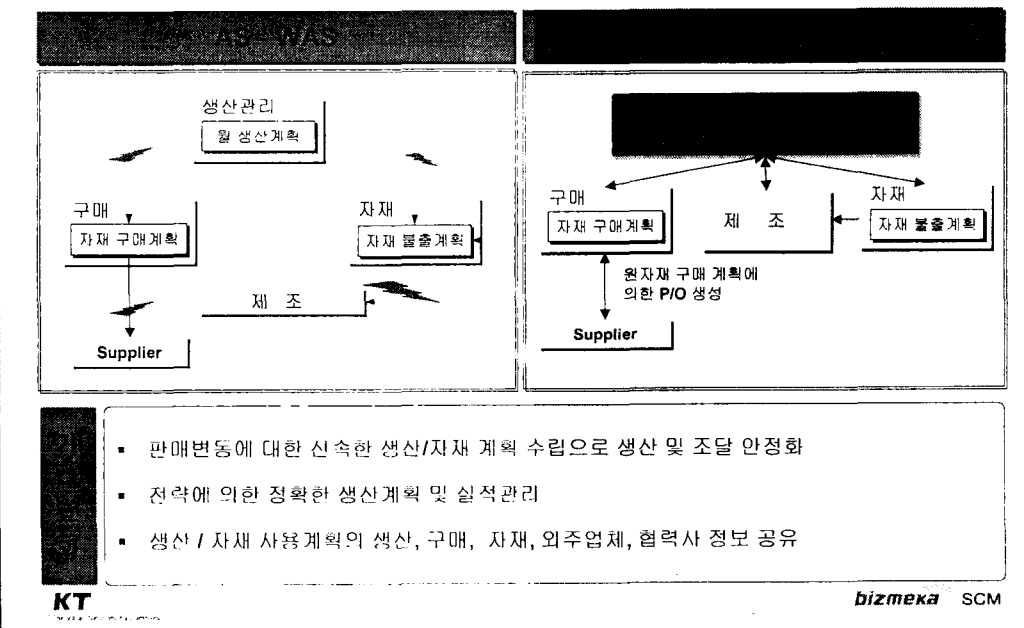 AS-WAS
생산관리
월 생산계획
구매
자재 구매계획
자재
자재 불출계획
제 조
Supplier
구매
자재 구매계획
제 조
자재
자재 불출계획
원자재 구매 계획에
의한 P/O 생성
Supplier
▪ 판매변동에 대한 신속한 생산/자재 계획 수립으로 생산 및 조달 안정화
▪ 전략에 의한 정확한 생산계획 및 실적관리
▪ 생산 / 자재 사용계획의 생산, 구매, 자재, 외주업체, 협력사 정보 공유
KT
bizmeka SCM